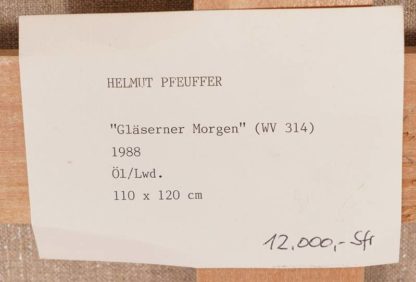 HELMUT PFEUFFER
"Gläserner Morgen" (WV 314)
1988
Öl/Lwd.
110 x 120 cm
12.000,- Sfr